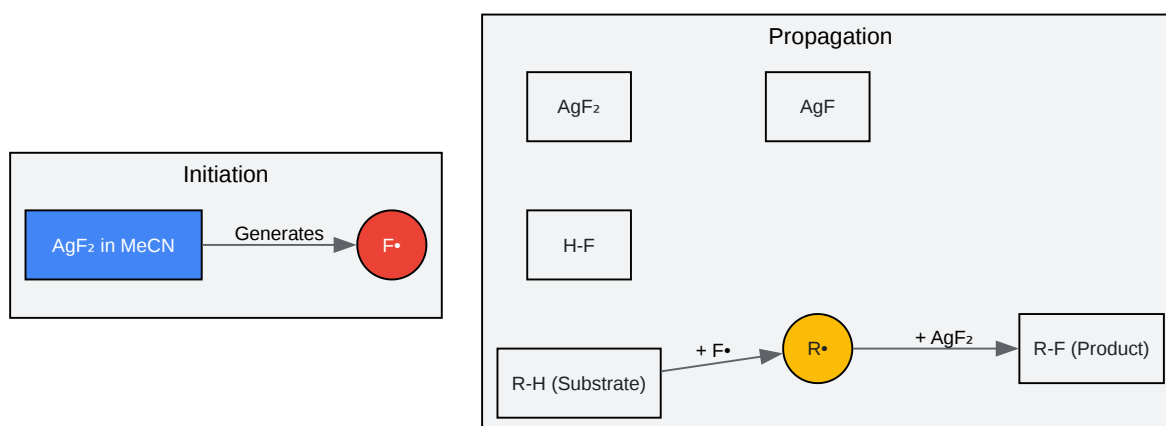 Initiation
AgF₂ in MeCN
Generates
F•
Propagation
AgF₂
AgF
H-F
R-H (Substrate)
+ F•
R•
+ AgF₂
R-F (Product)